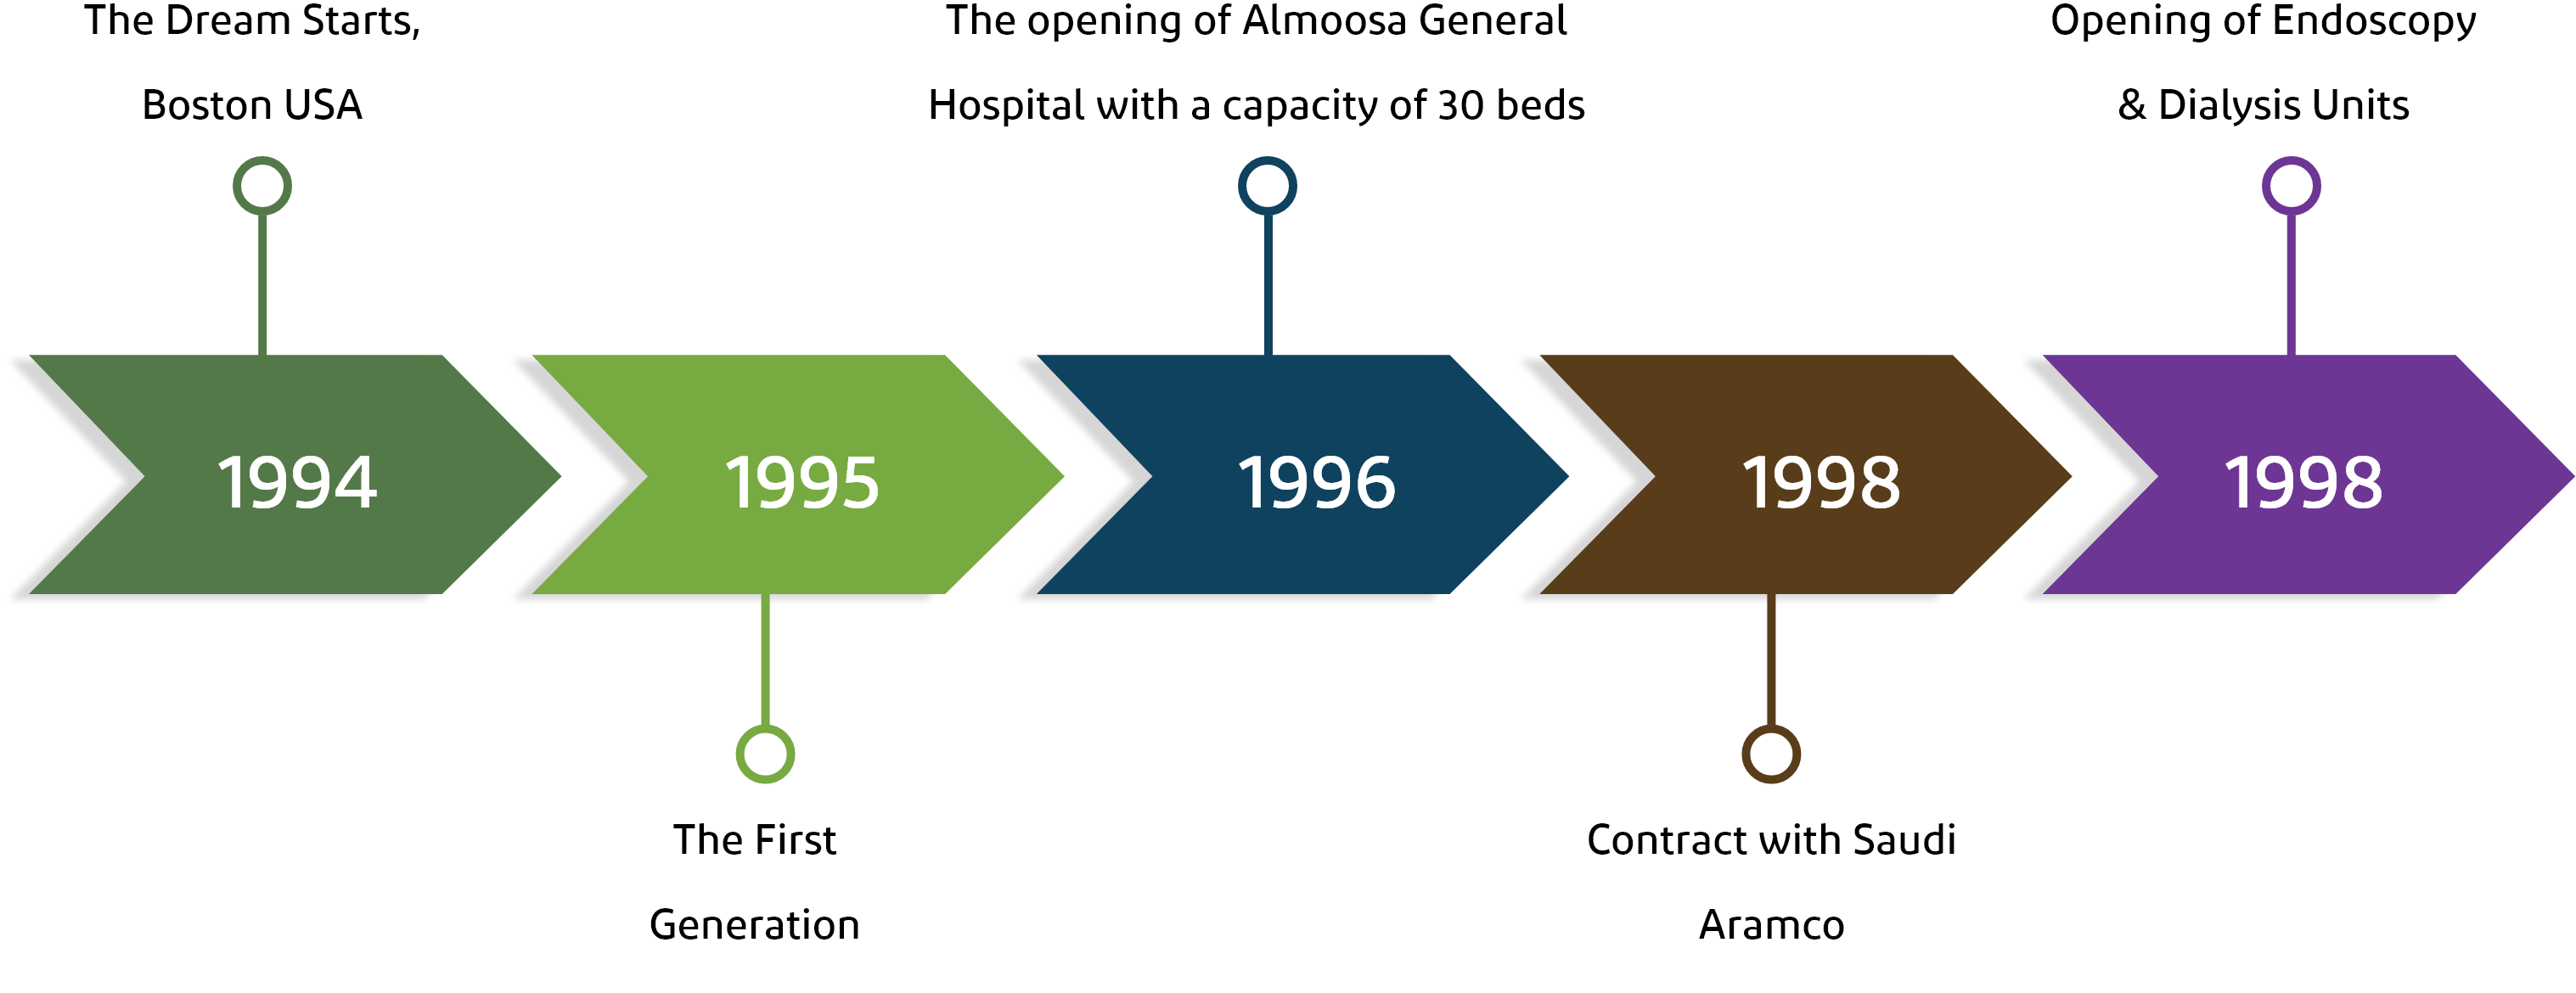 The Dream Starts,
Boston USA
The opening of Almoosa General
Hospital with a capacity of 30 beds
Opening of Endoscopy
& Dialysis Units
1994
1995
1996
1998
1998
The First
Generation
Contract with Saudi
Aramco